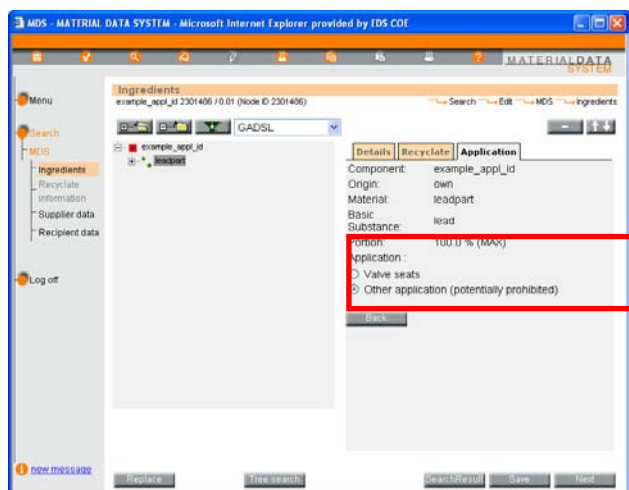 MDS - MATERIAL DATA SYSTEM - Microsoft Internet Explorer provided by EDS COE
MATERIALDATA
SYSTEM
Menu
Search
MDS
Ingredients
Recyclate
information
Supplier data
Recipient data
Log off
new message
Ingredients
example_appl_id 2301486 / 0.01 (Node ID 2301486)
Search Edit MDS Ingredients
GADSL
example_appl_id
leadpart
Details Recyclate Application
Component: example_appl_id
Origin: own
Material: leadpart
Basic
Substance: lead
Portion: 100.0 % (MAX)
Application :
Valve seats
Other application (potentially prohibited)
Back
Replace Tree search SearchResult Save Next